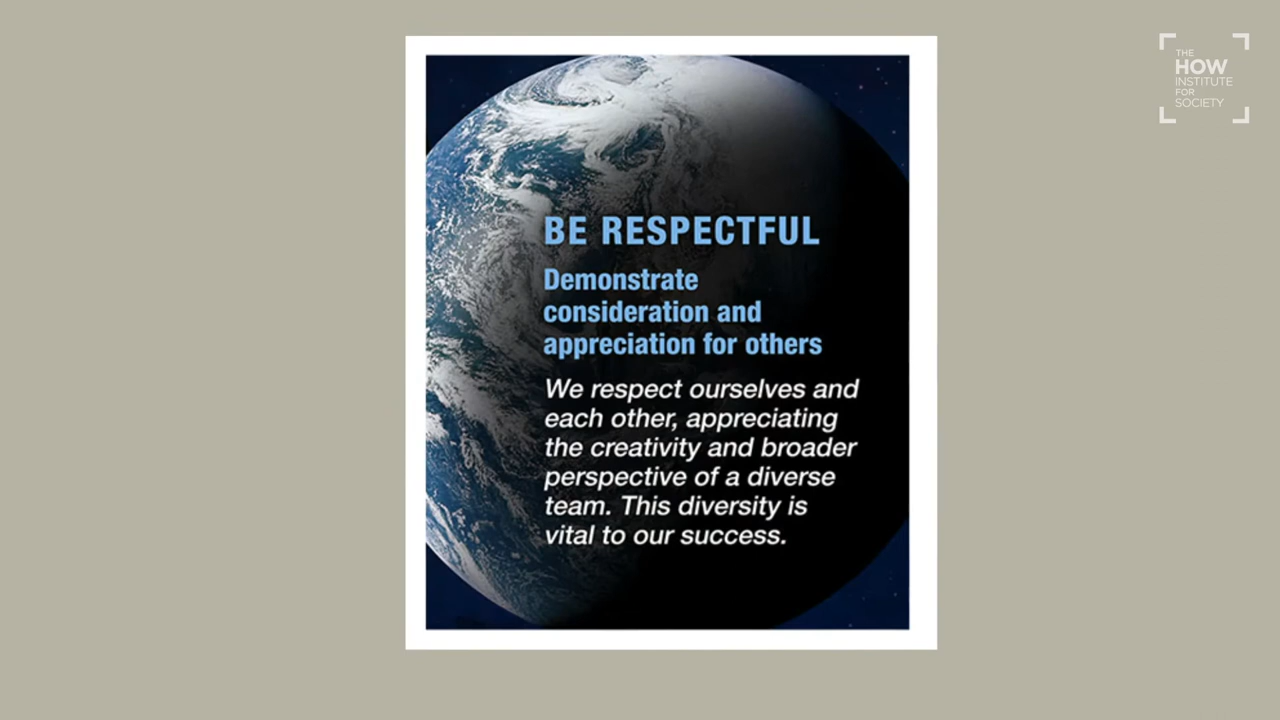 THE
HOW
INSTITUTE
FOR
SOCIETY
BE RESPECTFUL
Demonstrate
consideration and
appreciation for others
We respect ourselves and
each other, appreciating
the creativity and broader
perspective of a diverse
team. This diversity is
vital to our success.